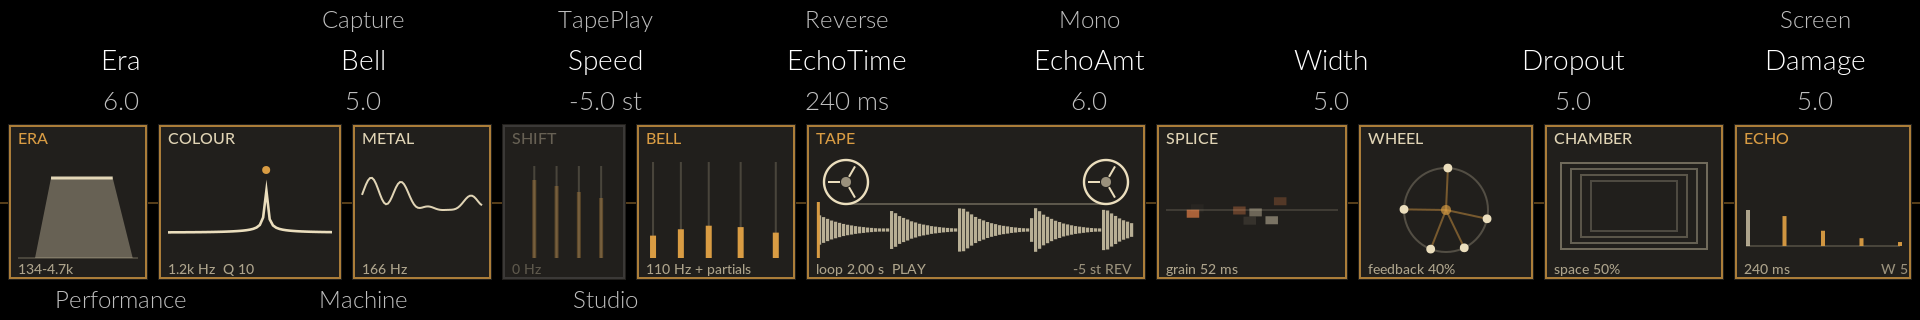 Capture TapePlay Reverse Mono Screen
Era Bell Speed EchoTime EchoAmt Width Dropout Damage
6.0 5.0 -5.0 st 240 ms 6.0 5.0 5.0 5.0
ERA COLOUR METAL SHIFT BELL TAPE SPLICE WHEEL CHAMBER ECHO
134-4.7k 1.2k Hz Q 10 166 Hz 0 Hz 110 Hz + partials loop 2.00 s PLAY -5 st REV grain 52 ms feedback 40% space 50% 240 ms W 5
Performance Machine Studio